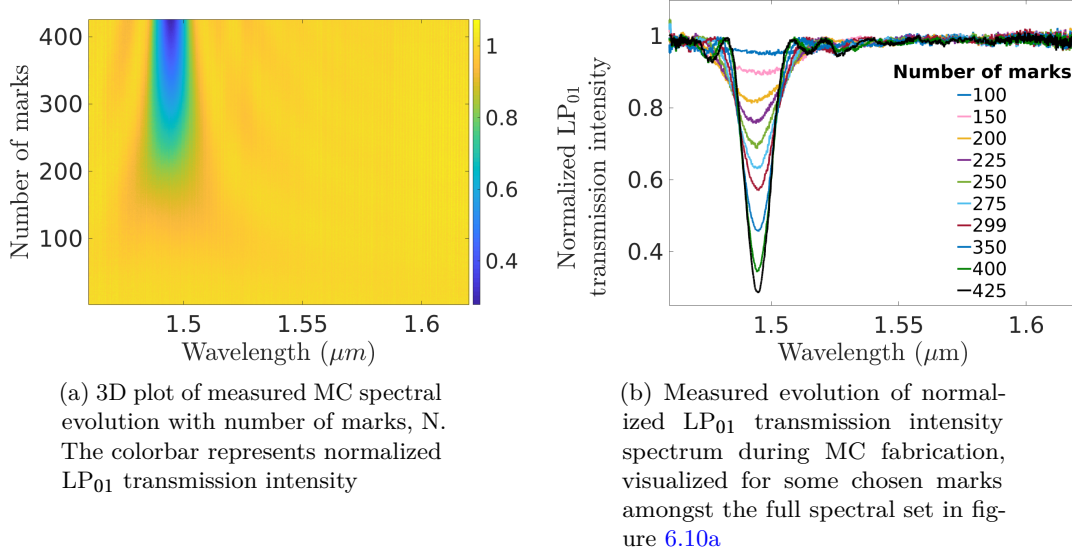 Number of marks
400
300
200
100
1.5
1.55
1.6
Wavelength (μm)
1
0.8
0.6
0.4
(a) 3D plot of measured MC spectral
evolution with number of marks, N.
The colorbar represents normalized
LP01 transmission intensity
Normalized LP01
transmission intensity
1
0.8
0.6
0.4
1.5
1.55
1.6
Wavelength (μm)
Number of marks
100
150
200
225
250
275
299
350
400
425
(b) Measured evolution of normal-
ized LP01 transmission intensity
spectrum during MC fabrication,
visualized for some chosen marks
amongst the full spectral set in fig-
ure 6.10a